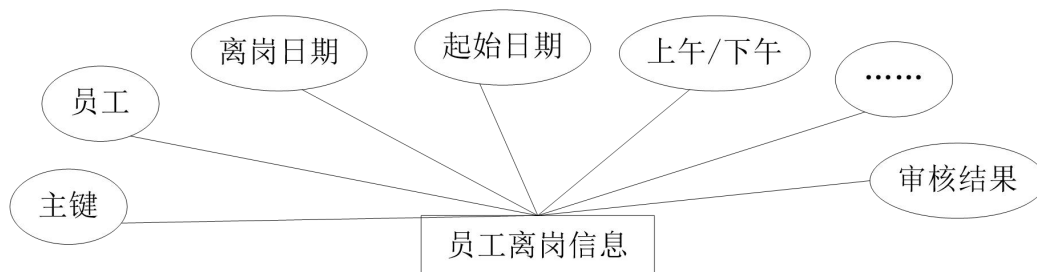 离岗日期
起始日期
上午/下午
……
员工
审核结果
主键
员工离岗信息